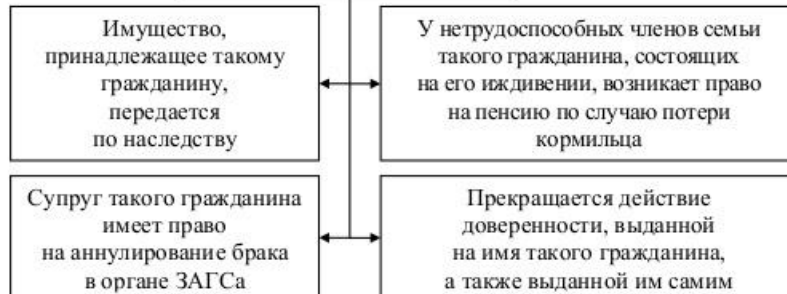 Имущество,
принадлежащее такому
гражданину,
передается
по наследству
У нетрудоспособных членов семьи
такого гражданина, состоящих
на его иждивении, возникает право
на пенсию по случаю потери
кормильца
Супруг такого гражданина
имеет право
на аннулирование брака
в органе ЗАГСа
Прекращается действие
доверенности, выданной
на имя такого гражданина,
а также выданной им самим